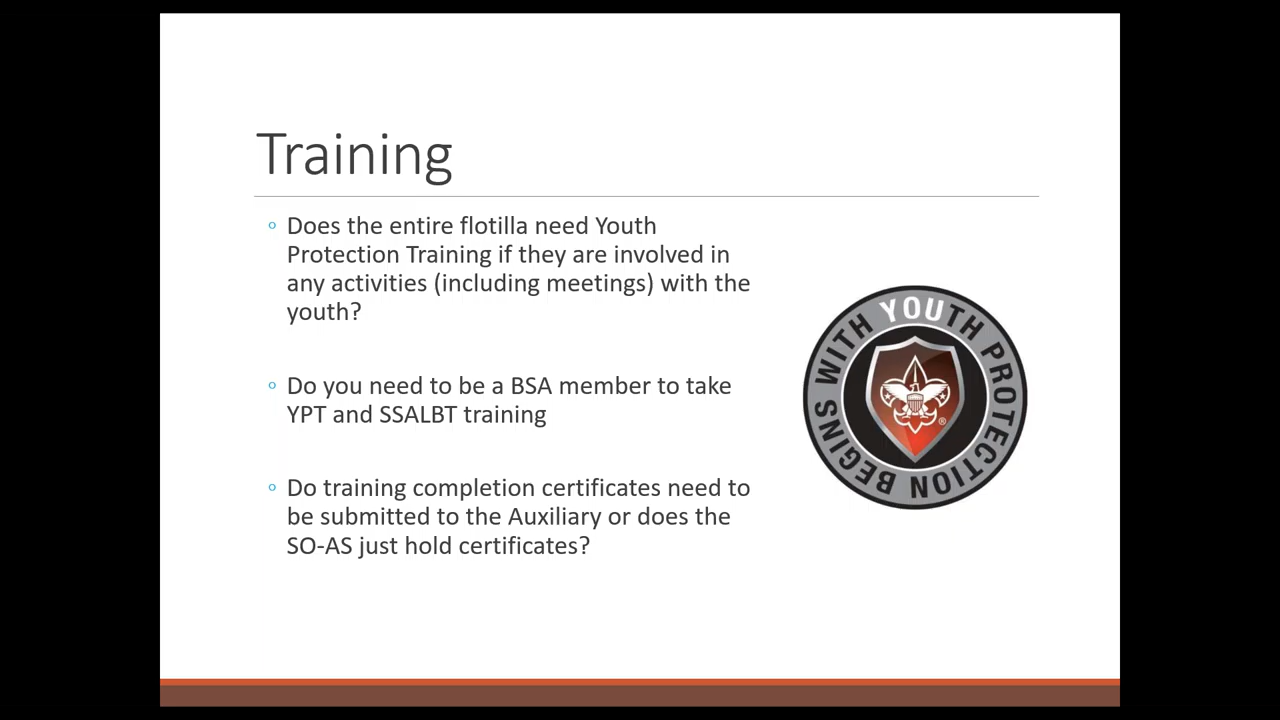 Training
Does the entire flotilla need Youth
Protection Training if they are involved in
any activities (including meetings) with the
youth?
Do you need to be a BSA member to take
YPT and SSALBT training
Do training completion certificates need to
be submitted to the Auxiliary or does the
SO-AS just hold certificates?
YOUTH PROTECTION BEGINS WITH
®